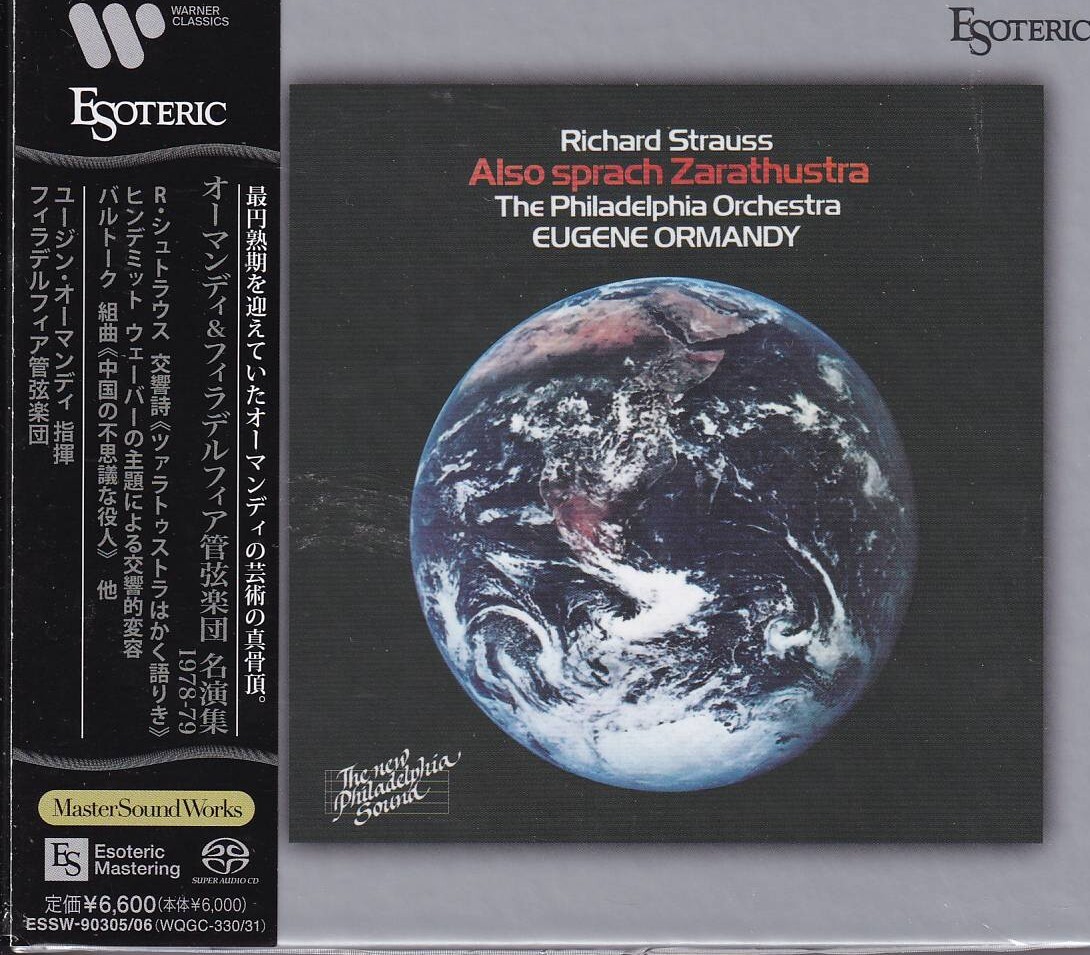 WARNER
CLASSICS
ESOTERIC
最円熟期を迎えていたオーマンディの芸術の真骨頂。
オーマンディ&フィラデルフィア管弦楽団 名演集
1978-79
R・シュトラウス 交響詩《ツァラトゥストラはかく語りき》
ヒンデミット ウェーバーの主題による交響的変容
バルトーク 組曲《中国の不思議な役人》 他
ユージン・オーマンディ 指揮
フィラデルフィア管弦楽団
MasterSoundWorks
ES
Esoteric
Mastering
SUPER AUDIO CD
定価¥6,600(本体¥6,000)
ESSW-90305/06(WQGC-330/31)
ESOTERIC
Richard Strauss
Also sprach Zarathustra
The Philadelphia Orchestra
EUGENE ORMANDY
The new
Philadelphia
Sound